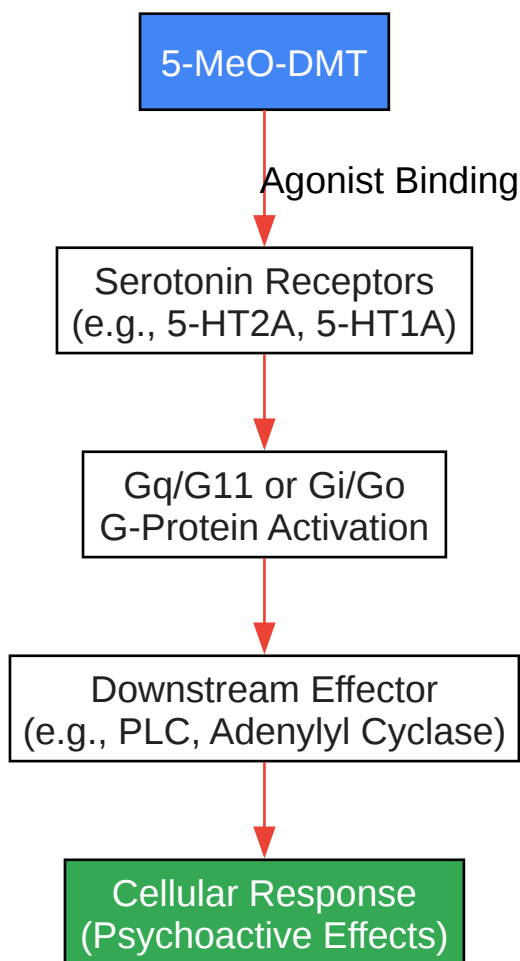 5-MeO-DMT
Agonist Binding
Serotonin Receptors
(e.g., 5-HT2A, 5-HT1A)
Gq/G11 or Gi/Go
G-Protein Activation
Downstream Effector
(e.g., PLC, Adenylyl Cyclase)
Cellular Response
(Psychoactive Effects)